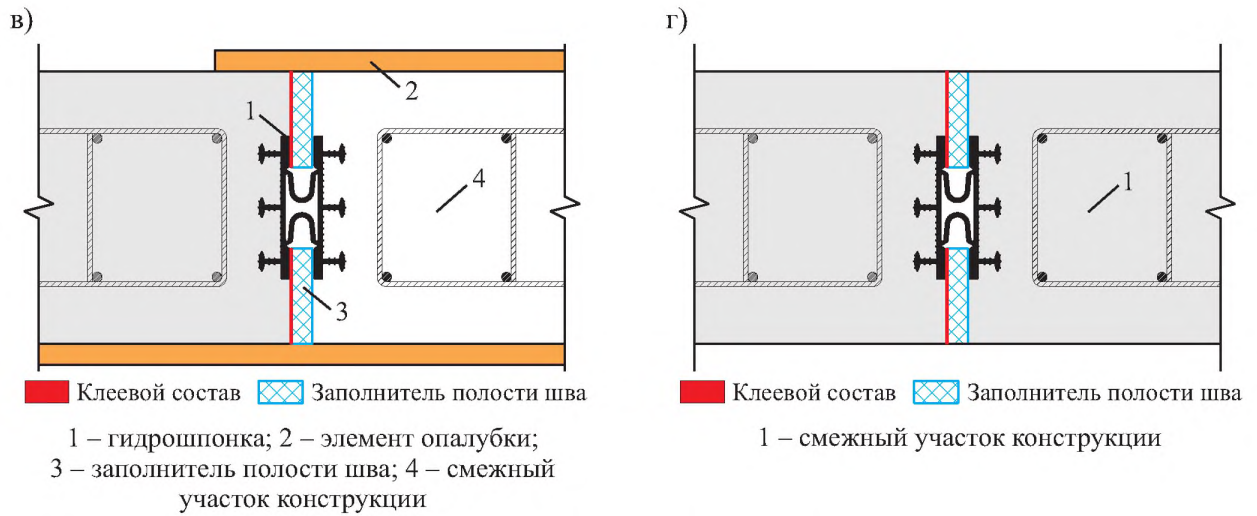 в)
1
2
4
3
Клеевой состав
Заполнитель полости шва
1 – гидрошпонка; 2 – элемент опалубки;
3 – заполнитель полости шва; 4 – смежный
участок конструкции
г)
1
Клеевой состав
Заполнитель полости шва
1 – смежный участок конструкции